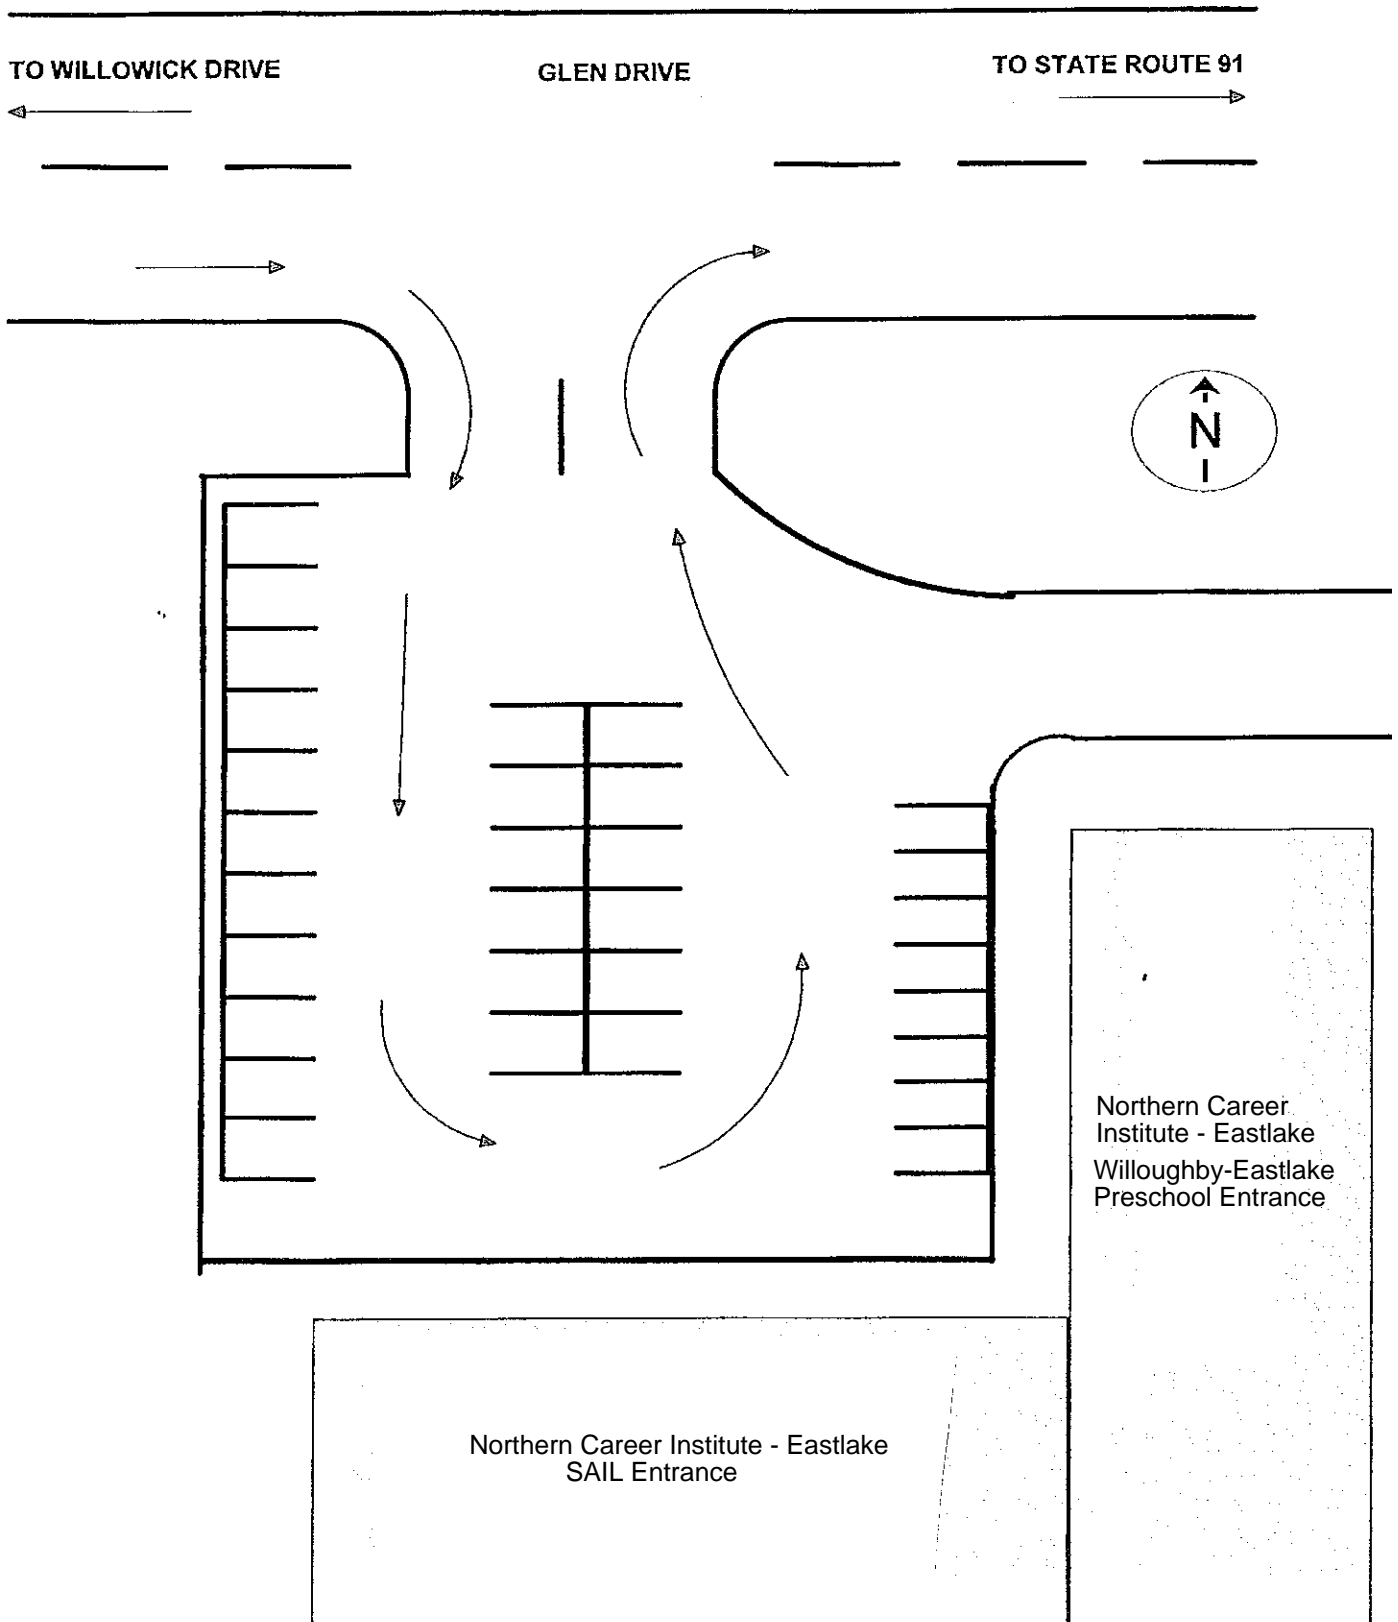 TO WILLOWICK DRIVE
GLEN DRIVE
TO STATE ROUTE 91
N
Northern Career
Institute - Eastlake
Willoughby-Eastlake
Preschool Entrance
Northern Career Institute - Eastlake
SAIL Entrance